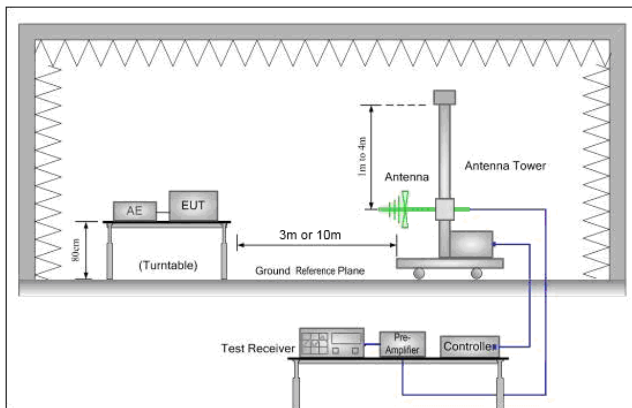 1m to 4m
Antenna
Antenna Tower
AE
EUT
80cm
3m or 10m
(Turntable)
Ground Reference Plane
Test Receiver
Pre-
Amplifier
Controlle